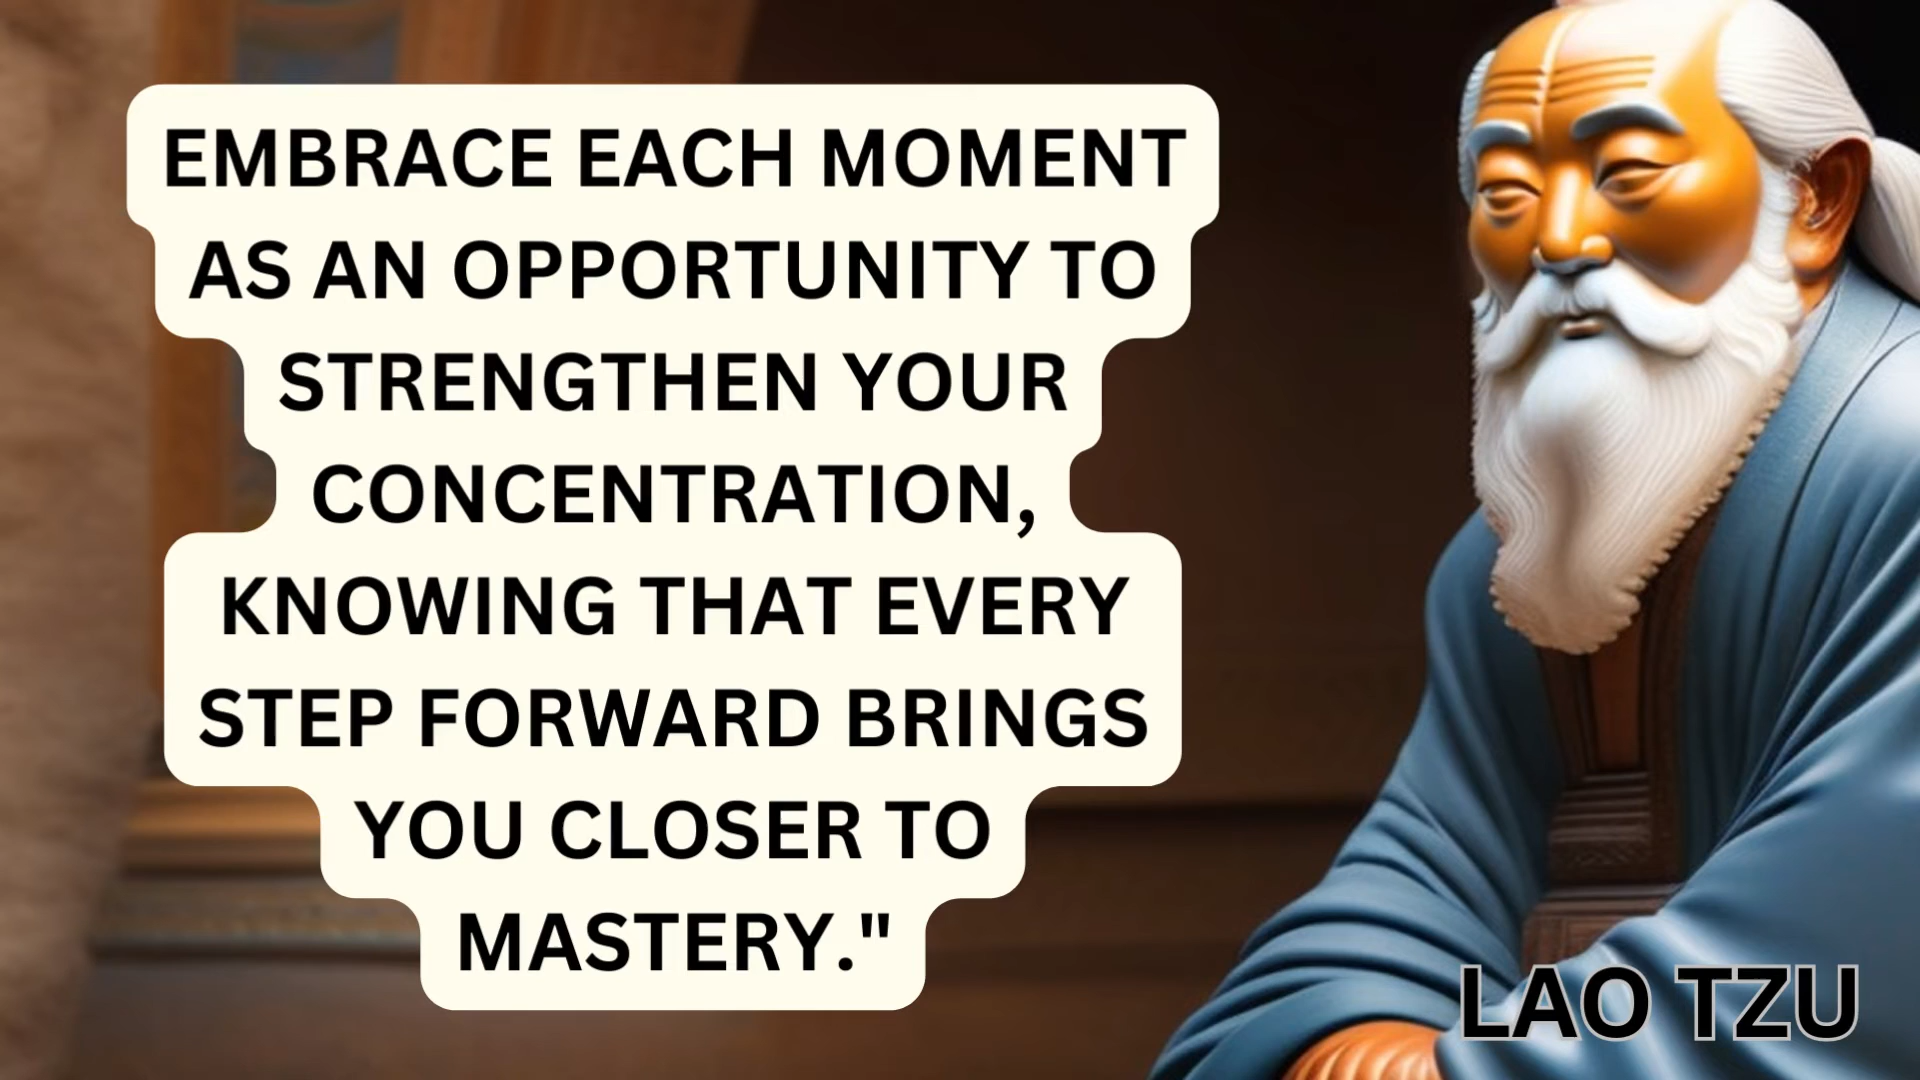 EMBRACE EACH MOMENT
AS AN OPPORTUNITY TO
STRENGTHEN YOUR
CONCENTRATION,
KNOWING THAT EVERY
STEP FORWARD BRINGS
YOU CLOSER TO
MASTERY."
LAO TZU